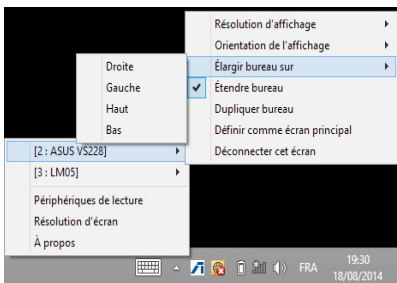 Résolution d'affichage
Orientation de l'affichage
Élargir bureau sur
Étendre bureau
Dupliquer bureau
Définir comme écran principal
Déconnecter cet écran
Droite
Gauche
Haut
Bas
[2 : ASUS VS228]
[3 : LM05]
Périphériques de lecture
Résolution d'écran
À propos
FRA
19:30
18/08/2014